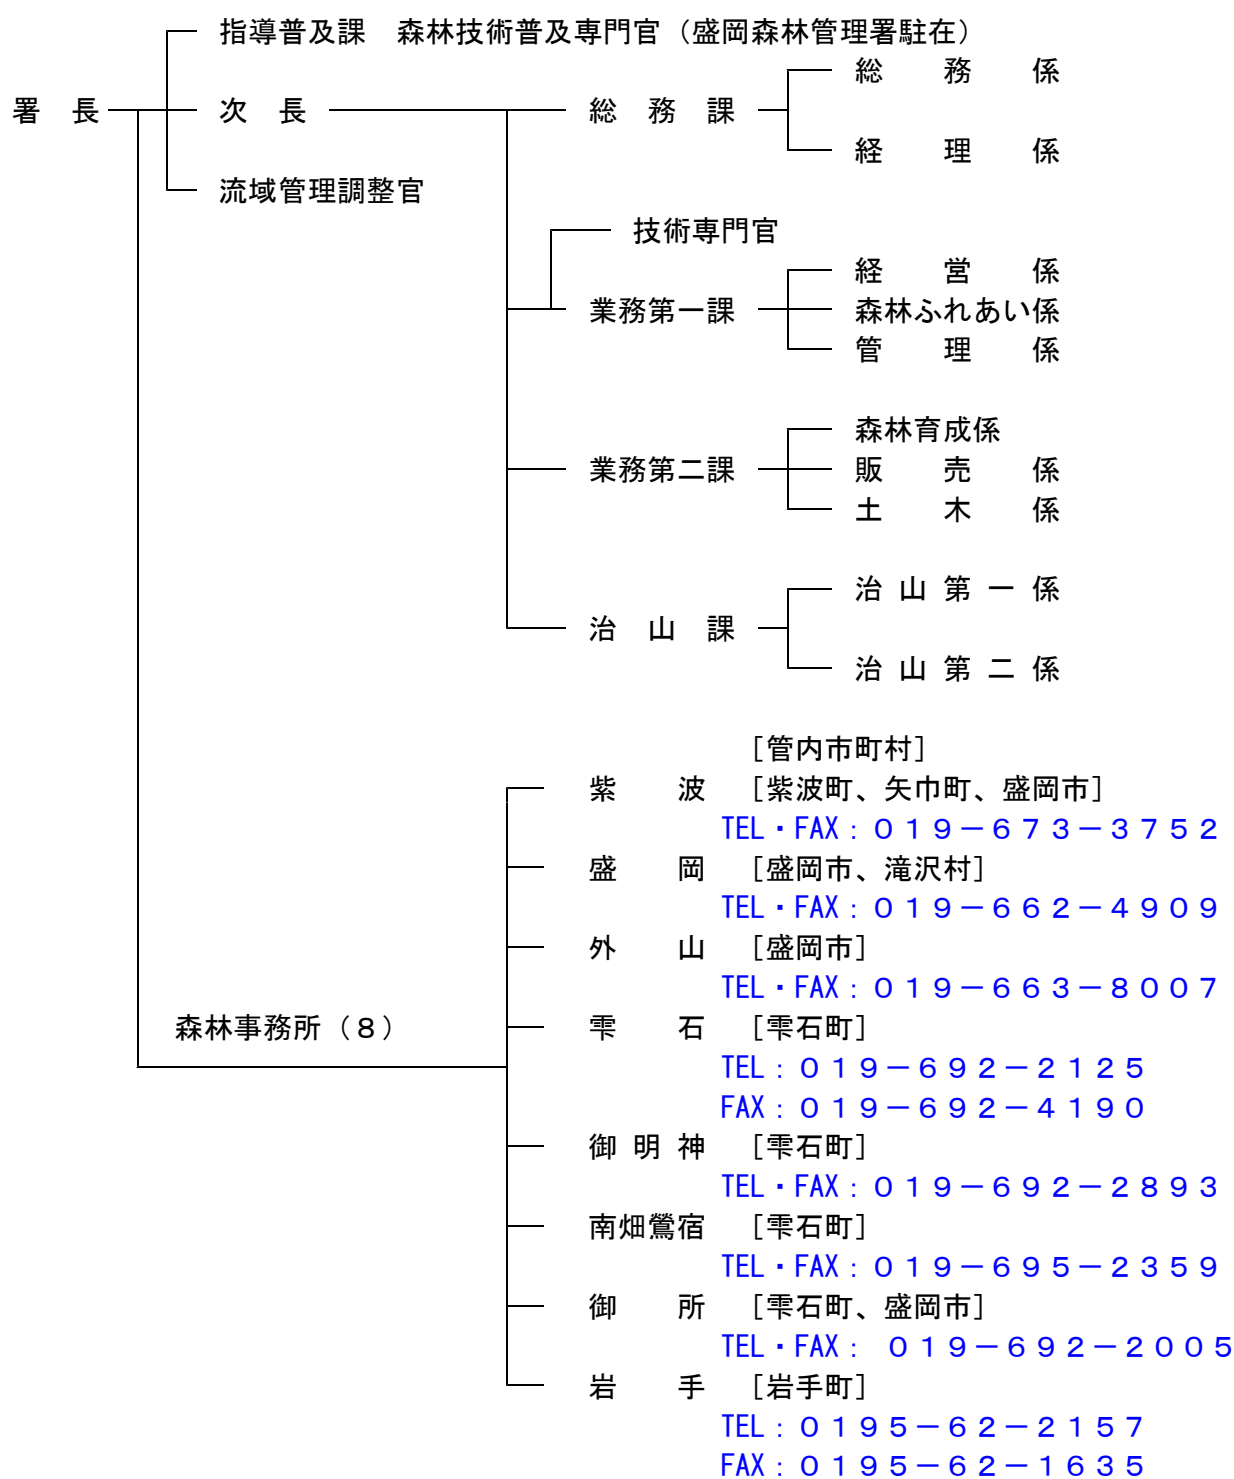 指導普及課　森林技術普及専門官（盛岡森林管理署駐在）
総　務　係
署　長　次　長　総　務　課
経　理　係
流域管理調整官
技術専門官
経　営　係
業務第一課　森林ふれあい係
管　理　係
森林育成係
業務第二課　販　売　係
土　木　係
治 山 第 一 係
治　山　課
治 山 第 二 係
［管内市町村］
紫　波　［紫波町、矢巾町、盛岡市］
TEL・FAX：０１９－６７３－３７５２
盛　岡　［盛岡市、滝沢村］
TEL・FAX：０１９－６６２－４９０９
外　山　［盛岡市］
TEL・FAX：０１９－６６３－８００７
森林事務所（８）　雫　石　［雫石町］
TEL：０１９－６９２－２１２５
FAX：０１９－６９２－４１９０
御 明 神　［雫石町］
TEL・FAX：０１９－６９２－２８９３
南畑鶯宿　［雫石町］
TEL・FAX：０１９－６９５－２３５９
御　所　［雫石町、盛岡市］
TEL・FAX：　０１９－６９２－２００５
岩　手　［岩手町］
TEL：０１９５－６２－２１５７
FAX：０１９５－６２－１６３５